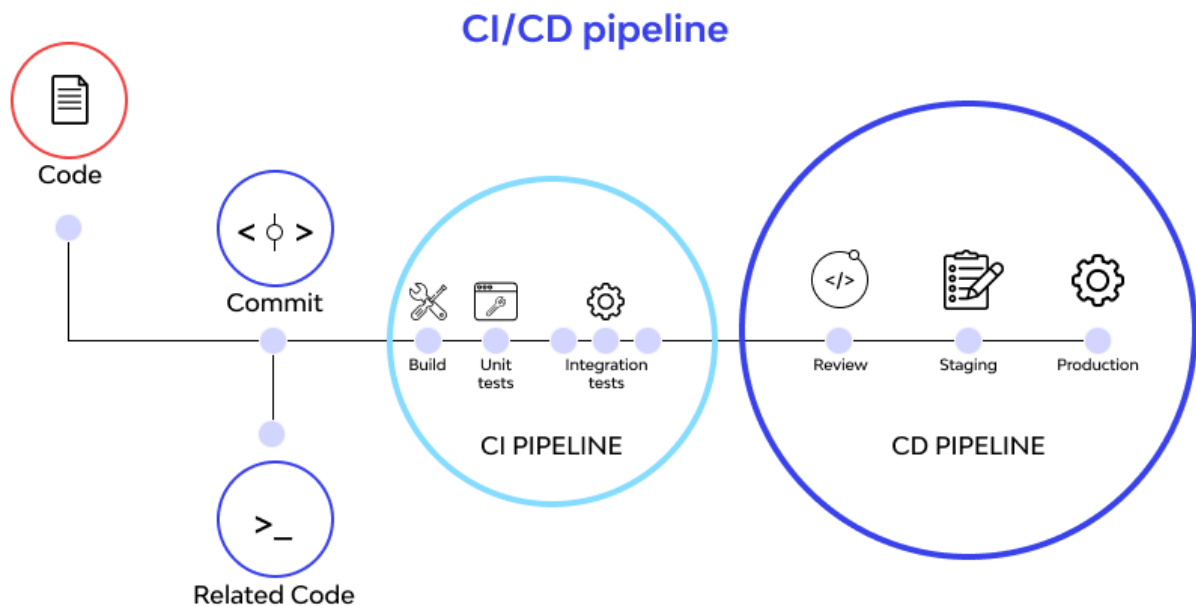 CI/CD pipeline
Code
< >
Commit
</>
Build
Unit
tests
Integration
tests
Review
Staging
Production
CI PIPELINE
CD PIPELINE
>_
Related Code